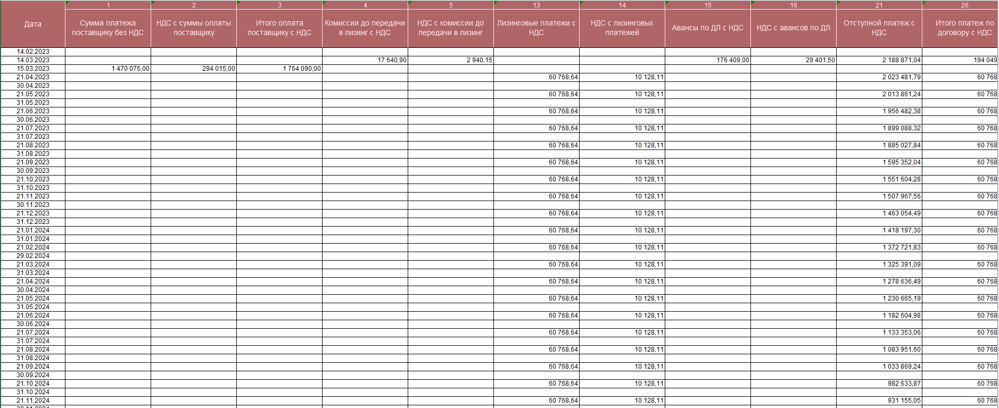 1 2 3 4 5 13 14 15 16 21 26
Дата
Сумма платежа поставщику без НДС
НДС с суммы оплаты поставщику
Итого оплата поставщику с НДС
Комиссия до передачи в лизинг с НДС
НДС с комиссии до передачи в лизинг
Лизинговые платежи с НДС
НДС с лизинговых платежей
Авансы по ДЛ с НДС
НДС с авансов по ДЛ
Отступной платеж с НДС
Итого платеж по договору с НДС
14.02.2023
14.03.2023 17 640,90 2 940,15 176 409,00 29 401,50 2 188 871,04 194 049
15.03.2023 1 470 075,00 294 015,00 1 764 090,00
21.04.2023 60 768,64 10 128,11 2 023 481,79 60 768
30.04.2023
21.05.2023 60 768,64 10 128,11 2 013 861,24 60 768
31.05.2023
21.06.2023 60 768,64 10 128,11 1 956 482,38 60 768
30.06.2023
21.07.2023 60 768,64 10 128,11 1 899 088,32 60 768
31.07.2023
21.08.2023 60 768,64 10 128,11 1 885 027,84 60 768
31.08.2023
21.09.2023 60 768,64 10 128,11 1 595 352,04 60 768
30.09.2023
21.10.2023 60 768,64 10 128,11 1 551 604,28 60 768
31.10.2023
21.11.2023 60 768,64 10 128,11 1 507 967,56 60 768
30.11.2023
21.12.2023 60 768,64 10 128,11 1 463 054,49 60 768
31.12.2023
21.01.2024 60 768,64 10 128,11 1 418 197,30 60 768
31.01.2024
21.02.2024 60 768,64 10 128,11 1 372 721,83 60 768
29.02.2024
21.03.2024 60 768,64 10 128,11 1 325 391,09 60 768
31.03.2024
21.04.2024 60 768,64 10 128,11 1 278 636,49 60 768
30.04.2024
21.05.2024 60 768,64 10 128,11 1 230 665,19 60 768
31.05.2024
21.06.2024 60 768,64 10 128,11 1 182 604,98 60 768
30.06.2024
21.07.2024 60 768,64 10 128,11 1 133 353,06 60 768
31.07.2024
21.08.2024 60 768,64 10 128,11 1 083 951,60 60 768
31.08.2024
21.09.2024 60 768,64 10 128,11 1 033 869,24 60 768
30.09.2024
21.10.2024 60 768,64 10 128,11 982 633,87 60 768
31.10.2024
21.11.2024 60 768,64 10 128,11 931 155,05 60 768